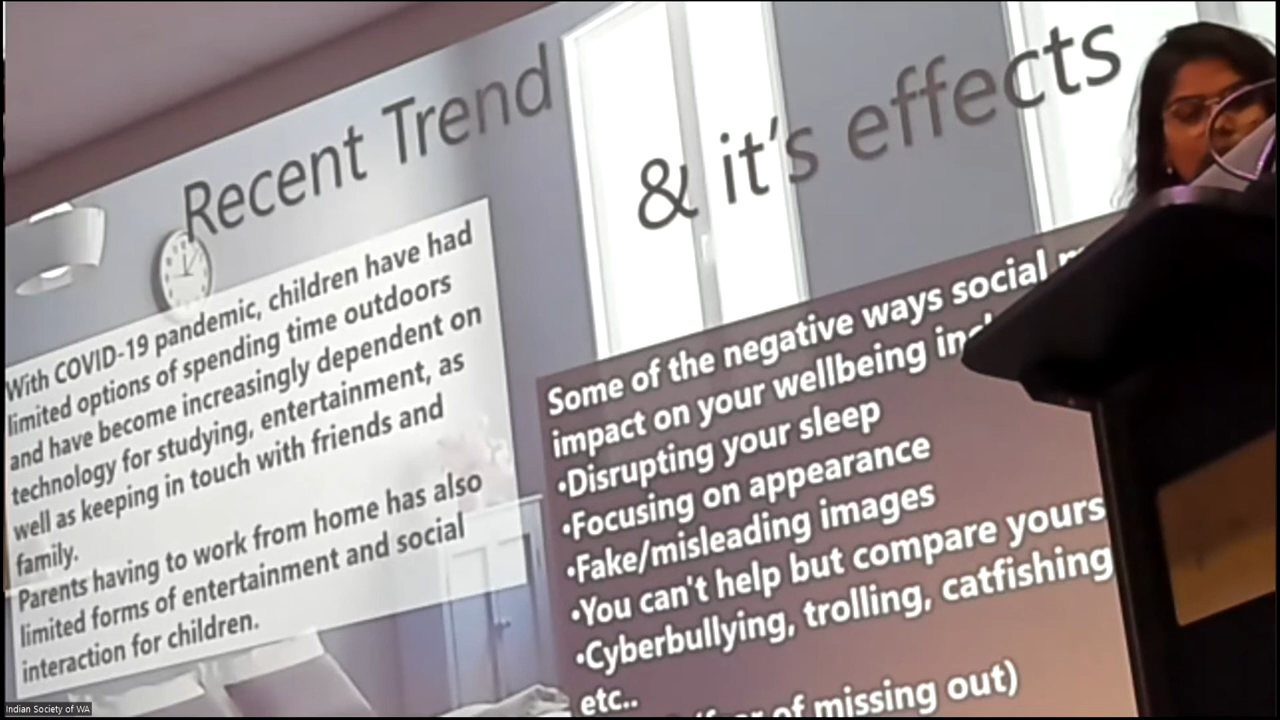 Recent Trend
& it's effects
With COVID-19 pandemic, children have had
limited options of spending time outdoors
and have become increasingly dependent on
technology for studying, entertainment, as
well as keeping in touch with friends and
family.
Parents having to work from home has also
limited forms of entertainment and social
interaction for children.
Some of the negative ways social
impact on your wellbeing
•Disrupting your sleep
•Focusing on appearance
•Fake/misleading images
•You can't help but compare
•Cyberbullying, trolling, catfishing
etc..
of missing out)
Indian Society of WA